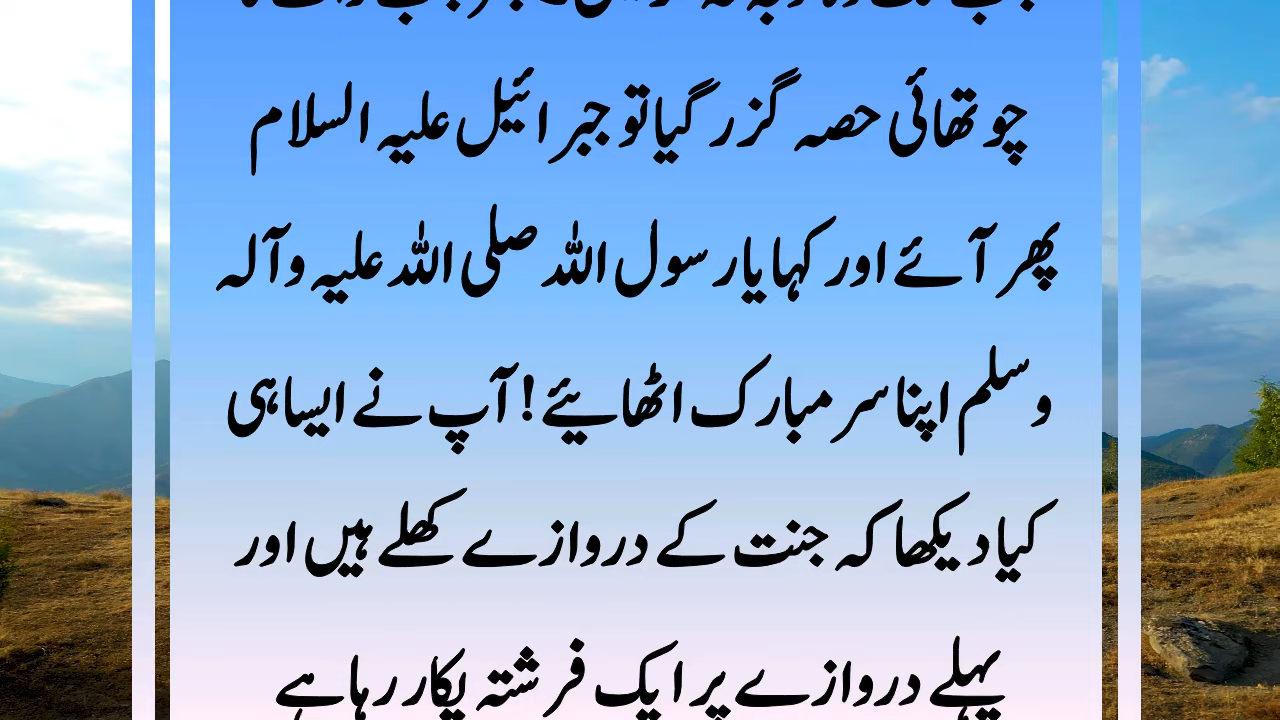 چوتھائی حصہ گزر گیا تو جبرائیل علیہ السلام
پھر آئے اور کہا یا رسول اللہ صلی اللہ علیہ وآلہ
وسلم اپنا سر مبارک اٹھایئے ! آپ نے ایسا ہی
کیا دیکھا کہ جنت کے دروازے کھلے ہیں اور
پہلے دروازے پر ایک فرشتہ پکار رہا ہے